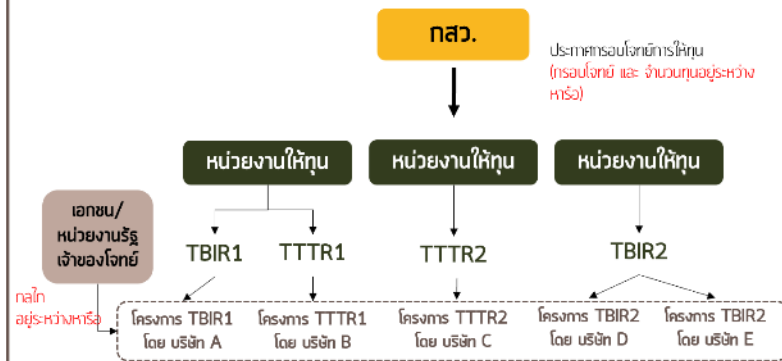 กสว.
ประกาศกรอบโจทย์การให้ทุน
(กรอบโจทย์ และ จำนวนทุนอยู่ระหว่าง
หารือ)
หน่วยงานให้ทุน
หน่วยงานให้ทุน
หน่วยงานให้ทุน
เอกชน/
หน่วยงานรัฐ
เจ้าของโจทย์
TBIR1
TTTR1
TTTR2
TBIR2
กลไก
อยู่ระหว่างหารือ
โครงการ TBIR1
โดย บริษัท A
โครงการ TTTR1
โดย บริษัท B
โครงการ TTTR2
โดย บริษัท C
โครงการ TBIR2
โดย บริษัท D
โครงการ TBIR2
โดย บริษัท E